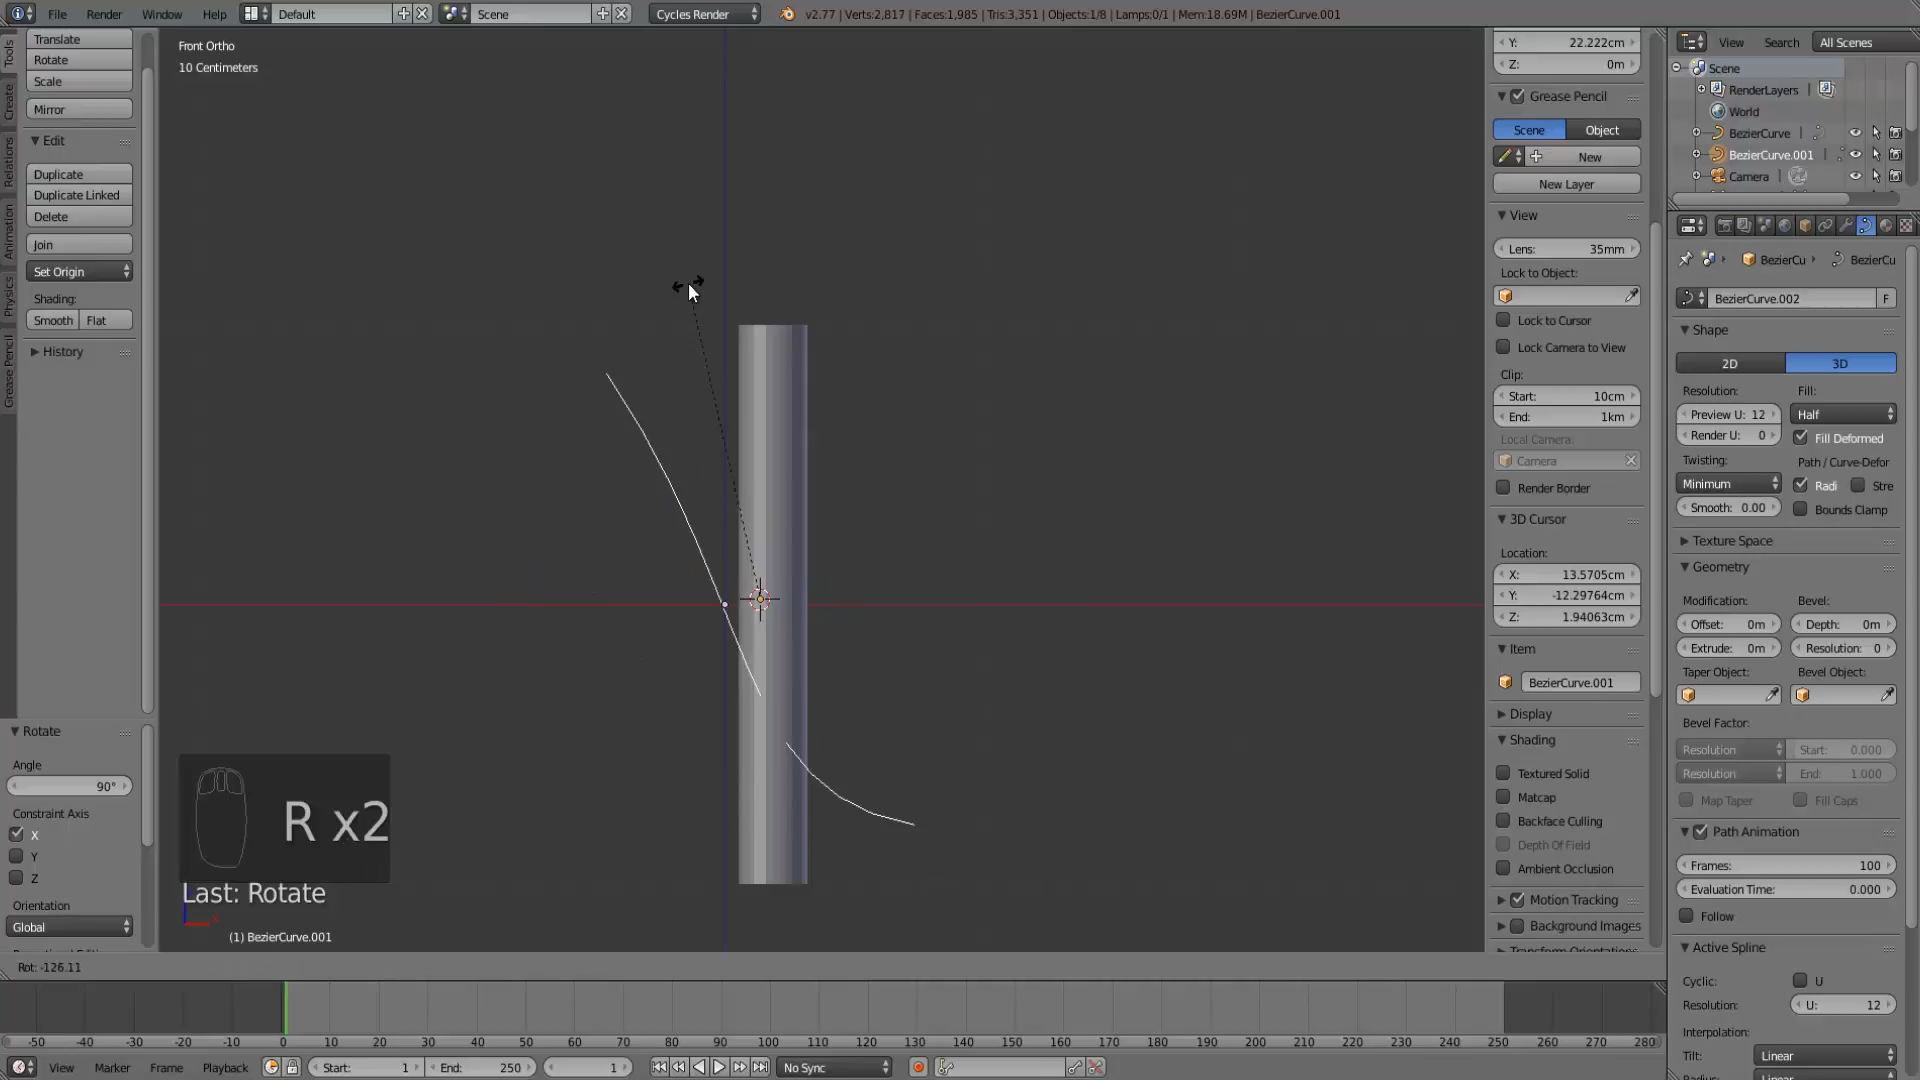 File Render Window Help Default Scene Cycles Render v2.77 | Verts:2,817 | Faces:1,985 | Tris:3,351 | Objects:1/8 | Lamps:0/1 | Mem:18.69M | BezierCurve.001
Tools
Create
Relations
Animation
Physics
Grease Pencil
Translate
Rotate
Scale
Mirror
Edit
Duplicate
Duplicate Linked
Delete
Join
Set Origin
Shading:
Smooth Flat
History
Rotate
Angle
90°
Constraint Axis
X
Y
Z
Orientation
Global
Front Ortho
10 Centimeters
R x2
Last: Rotate
(1) BezierCurve.001
Rot: -126.11
Y: 22.222cm
Z: 0m
Grease Pencil
Scene Object
New
New Layer
View
Lens: 35mm
Lock to Object:
Lock to Cursor
Lock Camera to View
Clip:
Start: 10cm
End: 1km
Local Camera:
Camera
Render Border
3D Cursor
Location:
X: 13.5705cm
Y: -12.29764cm
Z: 1.94063cm
Item
BezierCurve.001
Display
Shading
Textured Solid
Matcap
Backface Culling
Depth Of Field
Ambient Occlusion
Motion Tracking
Background Images
Transform Orientations
View Search All Scenes
Scene
RenderLayers
World
BezierCurve
BezierCurve.001
Camera
BezierCu BezierCu
BezierCurve.002 F
Shape
2D 3D
Resolution: Fill:
Preview U: 12 Half
Render U: 0 Fill Deformed
Twisting: Path / Curve-Defor
Minimum Radi Stre
Smooth: 0.00 Bounds Clamp
Texture Space
Geometry
Modification: Bevel:
Offset: 0m Depth: 0m
Extrude: 0m Resolution: 0
Taper Object: Bevel Object:
Bevel Factor:
Resolution Start: 0.000
Resolution End: 1.000
Map Taper Fill Caps
Path Animation
Frames: 100
Evaluation Time: 0.000
Follow
Active Spline
Cyclic: U
Resolution: U: 12
Interpolation:
Tilt: Linear
-50 -40 -30 -20 -10 0 10 20 30 40 50 60 70 80 90 100 110 120 130 140 150 160 170 180 190 200 210 220 230 240 250 260 270 280
View Marker Frame Playback Start: 1 End: 250 1 No Sync